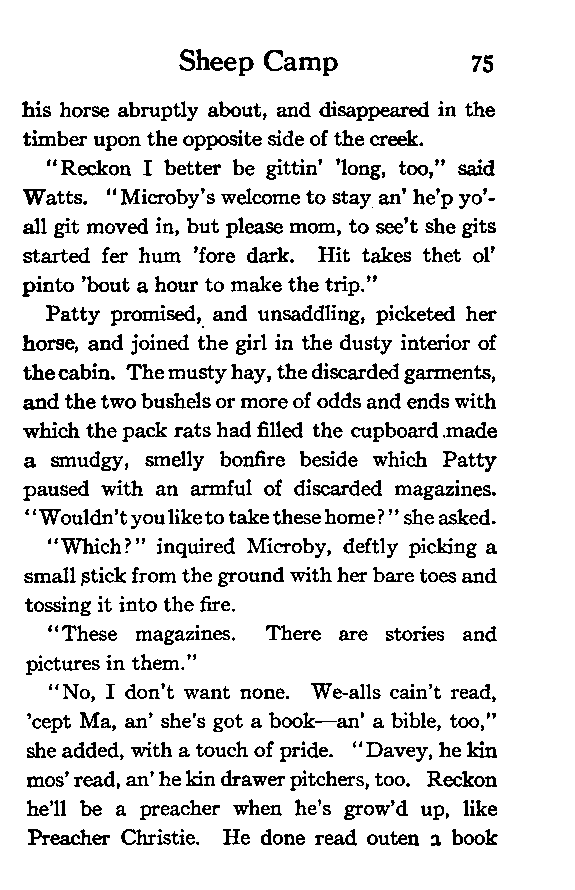 Sheep Camp 75
his horse abruptly about, and disappeared in the
timber upon the opposite side of the creek.
"Reckon I better be gittin' 'long, too," said
Watts. "Microby's welcome to stay an' he'p yo'-
all git moved in, but please mom, to see't she gits
started fer hum 'fore dark. Hit takes thet ol'
pinto 'bout a hour to make the trip."
Patty promised, and unsaddling, picketed her
horse, and joined the girl in the dusty interior of
the cabin. The musty hay, the discarded garments,
and the two bushels or more of odds and ends with
which the pack rats had filled the cupboard made
a smudgy, smelly bonfire beside which Patty
paused with an armful of discarded magazines.
"Wouldn't you like to take these home?" she asked.
"Which?" inquired Microby, deftly picking a
small stick from the ground with her bare toes and
tossing it into the fire.
"These magazines. There are stories and
pictures in them."
"No, I don't want none. We-alls cain't read,
'cept Ma, an' she's got a book—an' a bible, too,"
she added, with a touch of pride. "Davey, he kin
mos' read, an' he kin drawer pitchers, too. Reckon
he'll be a preacher when he's grow'd up, like
Preacher Christie. He done read outen a book